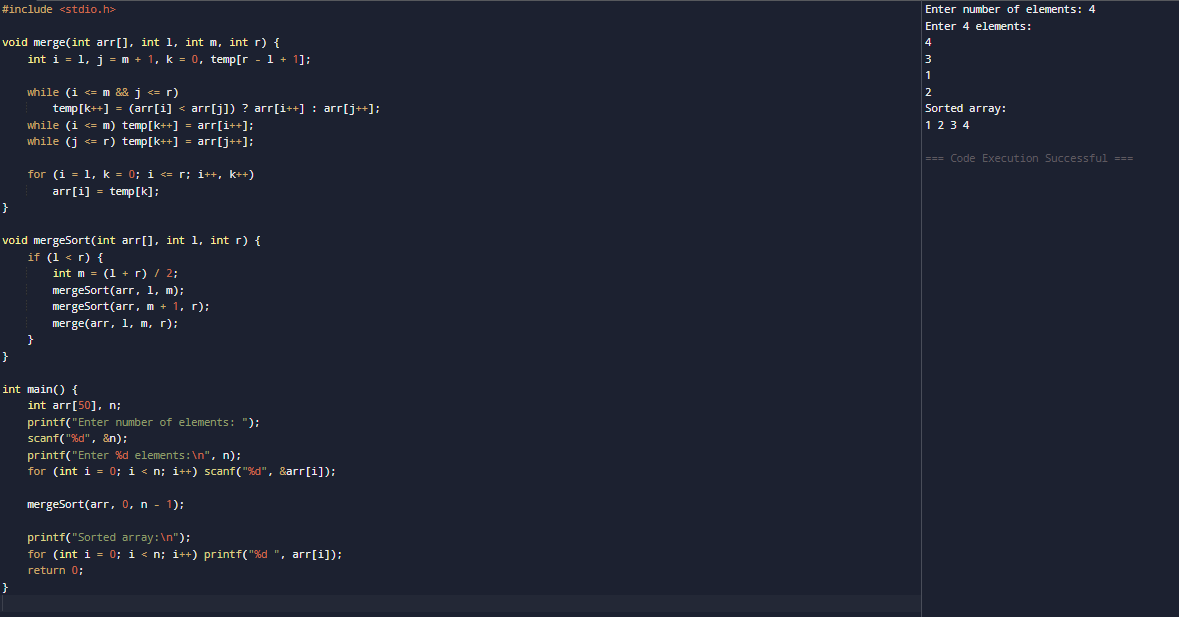 #include <stdio.h>
void merge(int arr[], int l, int m, int r) {
    int i = l, j = m + 1, k = 0, temp[r - l + 1];
    while (i <= m && j <= r)
        temp[k++] = (arr[i] < arr[j]) ? arr[i++] : arr[j++];
    while (i <= m) temp[k++] = arr[i++];
    while (j <= r) temp[k++] = arr[j++];
    for (i = l, k = 0; i <= r; i++, k++)
        arr[i] = temp[k];
}
void mergeSort(int arr[], int l, int r) {
    if (l < r) {
        int m = (l + r) / 2;
        mergeSort(arr, l, m);
        mergeSort(arr, m + 1, r);
        merge(arr, l, m, r);
    }
}
int main() {
    int arr[50], n;
    printf("Enter number of elements: ");
    scanf("%d", &n);
    printf("Enter %d elements:\n", n);
    for (int i = 0; i < n; i++) scanf("%d", &arr[i]);
    mergeSort(arr, 0, n - 1);
    printf("Sorted array:\n");
    for (int i = 0; i < n; i++) printf("%d ", arr[i]);
    return 0;
}
Enter number of elements: 4
Enter 4 elements:
4
3
1
2
Sorted array:
1 2 3 4
=== Code Execution Successful ===